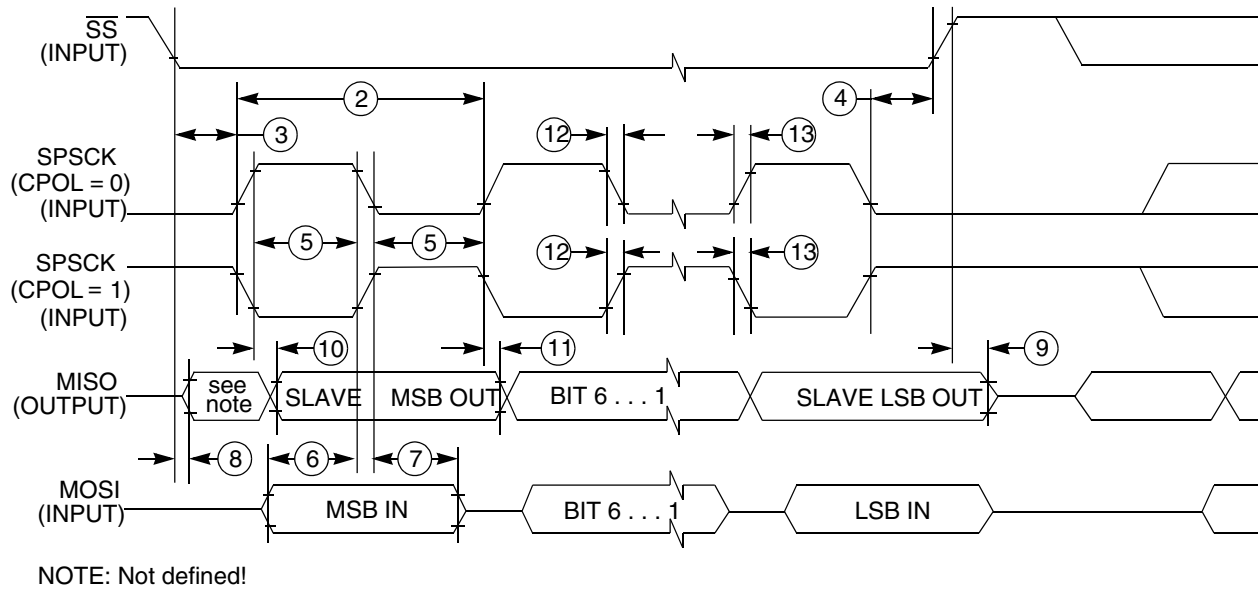 SS
(INPUT)
2
4
3
12
13
SPSCK
(CPOL = 0)
(INPUT)
5
5
12
13
SPSCK
(CPOL = 1)
(INPUT)
10
11
9
MISO
(OUTPUT)
see
note
SLAVE
MSB OUT
BIT 6 . . . 1
SLAVE LSB OUT
8
6
7
MOSI
(INPUT)
MSB IN
BIT 6 . . . 1
LSB IN
NOTE: Not defined!